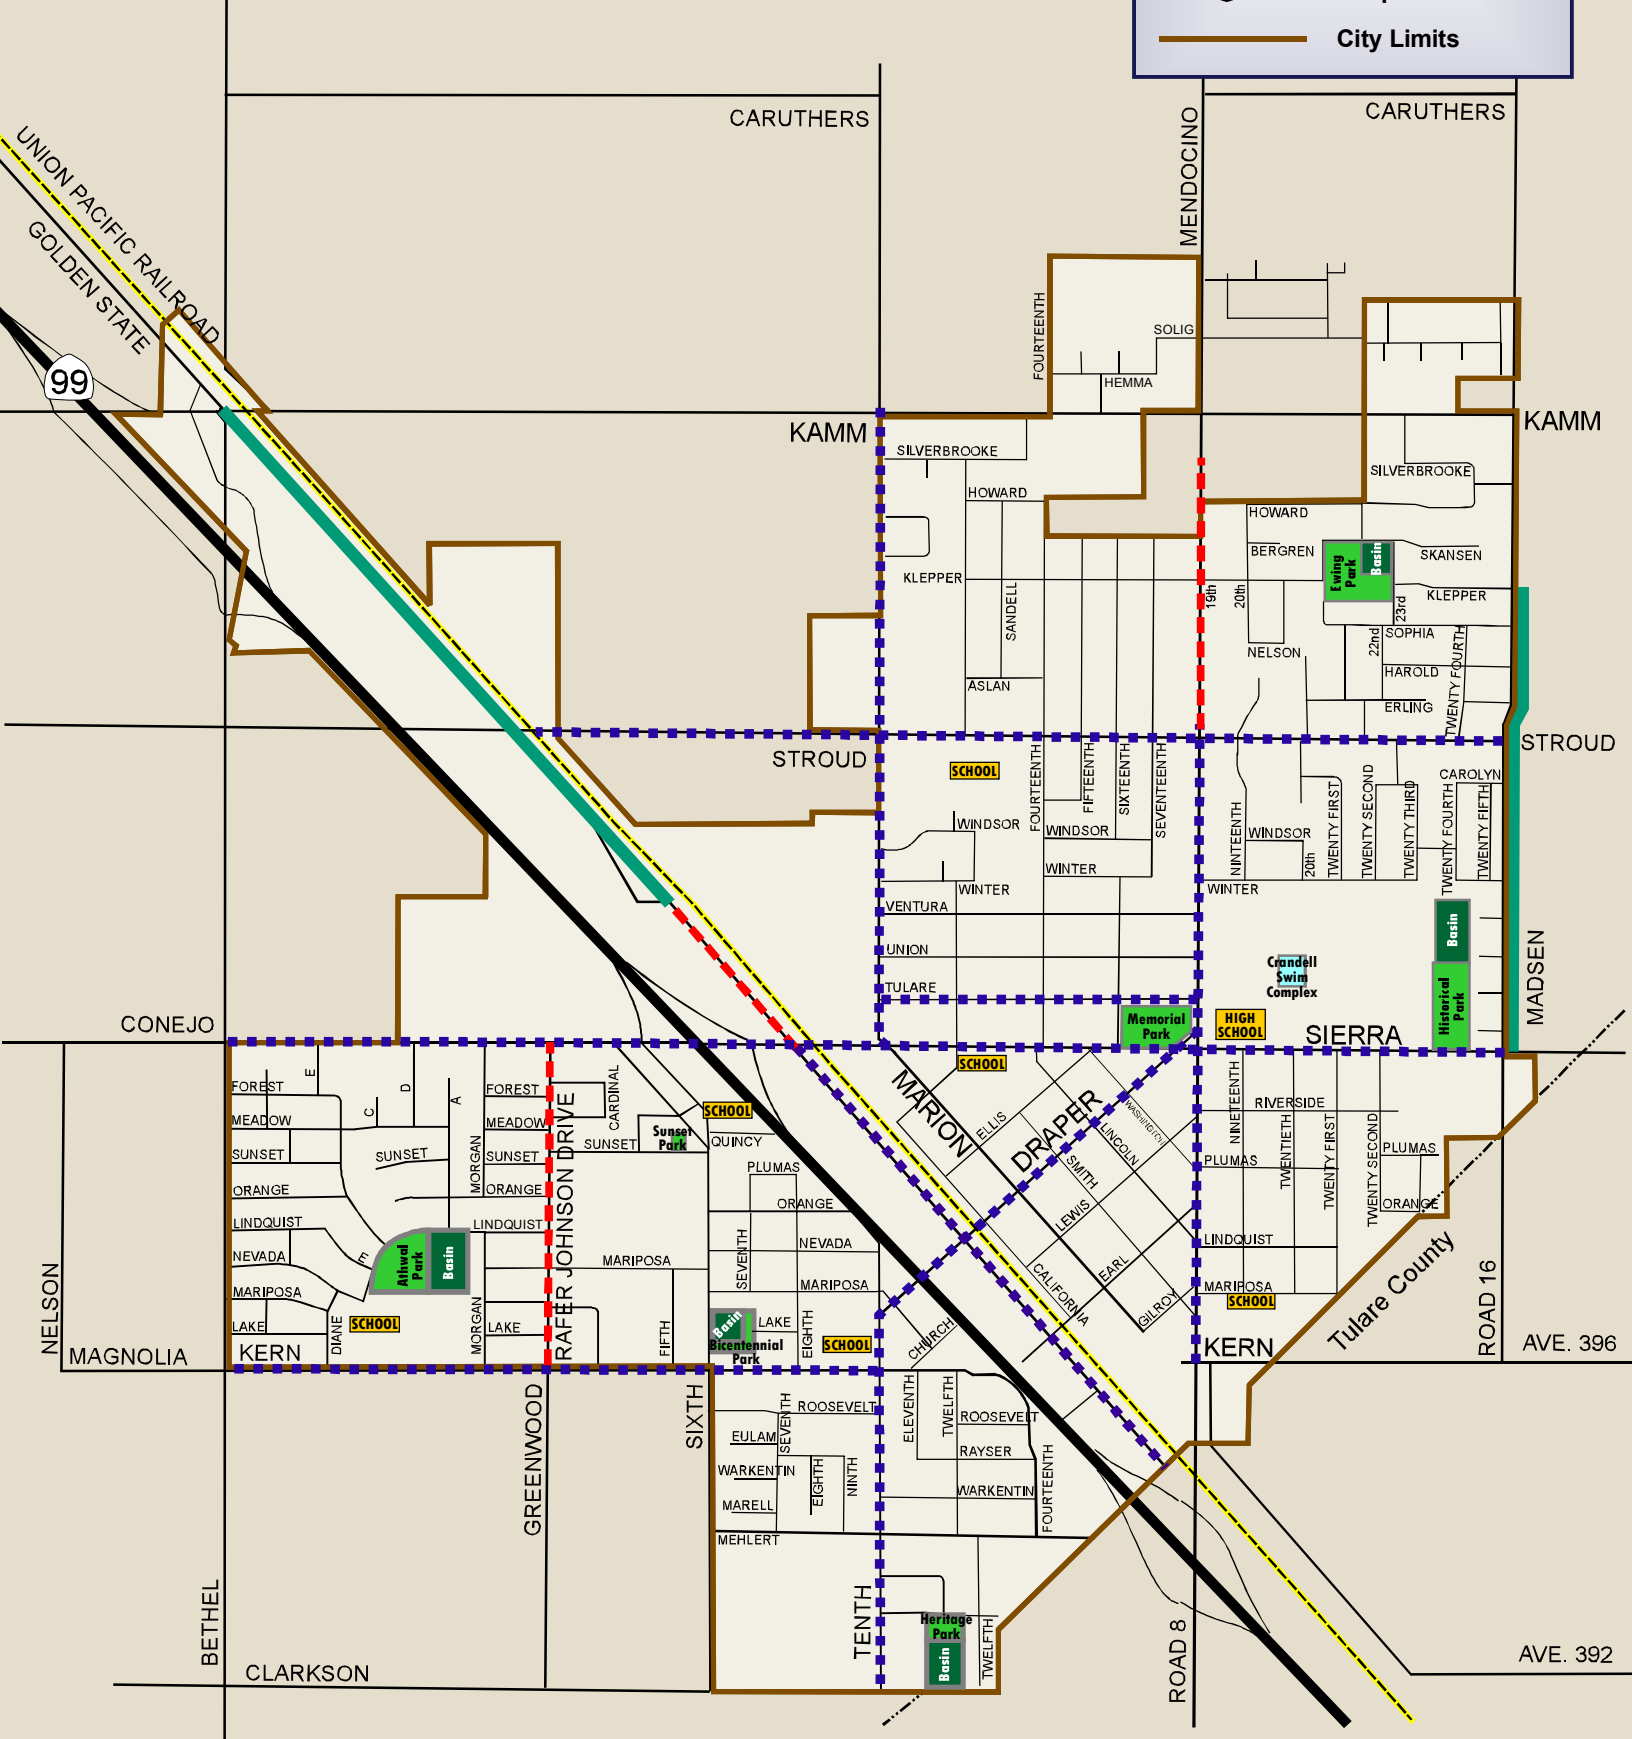 City Limits
CARUTHERS
CARUTHERS
MENDOCINO
UNION PACIFIC RAILROAD
GOLDEN STATE
99
FOURTEENTH
SOLIG
HEMMA
KAMM
KAMM
SILVERBROOKE
SILVERBROOKE
HOWARD
HOWARD
BERGREN
SKANSEN
Ewing
Park
Basin
KLEPPER
KLEPPER
SANDELL
19th
20th
23rd
22nd
SOPHIA
NELSON
HAROLD
TWENTY FOURTH
ASLAN
ERLING
STROUD
STROUD
SCHOOL
FOURTEENTH
FIFTEENTH
SIXTEENTH
SEVENTEENTH
NINTEENTH
20th
TWENTY FIRST
TWENTY SECOND
TWENTY THIRD
TWENTY FOURTH
TWENTY FIFTH
CAROLYN
WINDSOR
WINDSOR
WINDSOR
WINTER
WINTER
WINTER
VENTURA
UNION
TULARE
Basin
Historical
Park
Crandell
Swim
Complex
MADSEN
Memorial
Park
HIGH
SCHOOL
SIERRA
CONEJO
SCHOOL
FOREST
E
D
C
A
FOREST
MEADOW
MEADOW
SUNSET
SUNSET
SUNSET
SUNSET
ORANGE
ORANGE
MORGAN
LINDQUIST
LINDQUIST
NEVADA
F
Athwal
Park
Basin
MARIPOSA
LAKE
DIANE
SCHOOL
MORGAN
LAKE
RAFER JOHNSON DRIVE
CARDINAL
Sunset
Park
SCHOOL
QUINCY
PLUMAS
ORANGE
SEVENTH
NEVADA
MARIPOSA
MARIPOSA
FIFTH
Basin
LAKE
Bicentennial
Park
EIGHTH
SCHOOL
CHURCH
MARION
ELLIS
DRAPER
WASHINGTON
LINCOLN
SMITH
LEWIS
EARL
CALIFORNIA
GILROY
NINETEENTH
RIVERSIDE
TWENTIETH
TWENTY FIRST
TWENTY SECOND
PLUMAS
PLUMAS
ORANGE
LINDQUIST
MARIPOSA
SCHOOL
Tulare County
ROAD 16
AVE. 396
NELSON
MAGNOLIA
KERN
KERN
GREENWOOD
SIXTH
SEVENTH
ROOSEVELT
EULAM
WARKENTIN
EIGHTH
NINTH
MARELL
MEHLERT
ELEVENTH
TWELFTH
ROOSEVELT
RAYSER
WARKENTIN
FOURTEENTH
BETHEL
TENTH
Heritage
Park
Basin
TWELFTH
ROAD 8
CLARKSON
AVE. 392